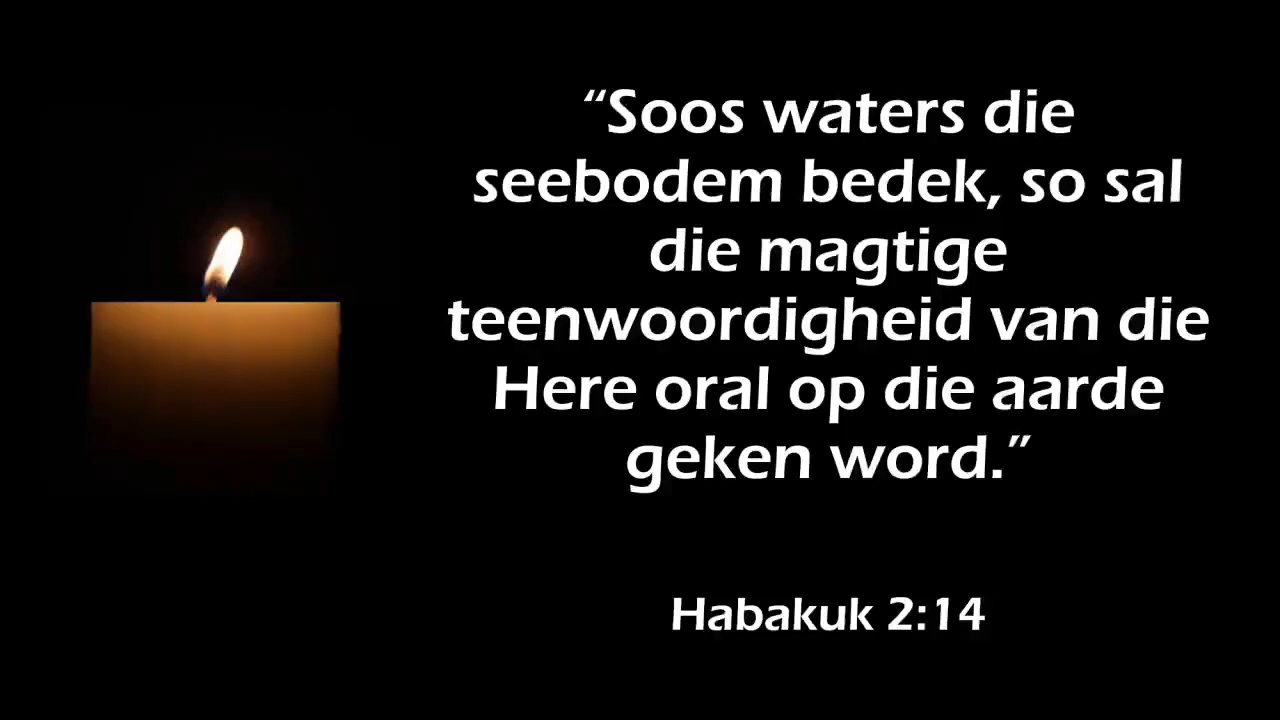 “Soos waters die
seebodem bedek, so sal
die magtige
teenwoordigheid van die
Here oral op die aarde
geken word.”
Habakuk 2:14